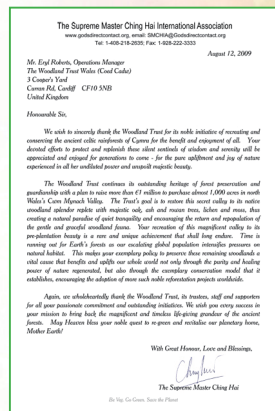 The Supreme Master Ching Hai International Association
www.godsdirectcontact.org, email: SMCHIA@Godsdirectcontact.org
Tel: 1-408-218-2635; Fax: 1-928-222-3333
August 12, 2009
Mr. Eryl Roberts, Operations Manager
The Woodland Trust Wales (Coed Cadw)
3 Cooper's Yard
Curran Rd, Cardiff CF10 5NB
United Kingdom
Honourable Sir,
We wish to sincerely thank the Woodland Trust for its noble initiative of recreating and
conserving the ancient celtic rainforests of Cymru for the benefit and enjoyment of all. Your
devoted efforts to protect and replenish these silent sentinels of wisdom and serenity will be
appreciated and enjoyed for generations to come - for the pure upliftment and joy of nature
experienced in all her undiluted power and unspoilt majestic beauty.
The Woodland Trust continues its outstanding heritage of forest preservation and
guardianship with a plan to raise more than £1 million to purchase almost 1,000 acres in north
Wales's Cwm Mynach Valley. The Trust's goal is to restore this secret valley to its native
woodland splendor replete with majestic oak, ash and rowan trees, lichen and moss, thus
creating a natural paradise of quiet tranquility and encouraging the return and repopulation of
the gentle and graceful woodland fauna. Your recreation of this magnificent valley to its
pre-plantation beauty is a rare and unique achievement that shall long endure. Time is
running out for Earth's forests as our escalating global population intensifies pressures on
natural habitat. This makes your exemplary policy to preserve these remaining woodlands a
vital cause that benefits and uplifts our whole world not only through the purity and healing
power of nature regenerated, but also through the exemplary conservation model that it
establishes, encouraging the adoption of more such noble reforestation projects worldwide.
Again, we wholeheartedly thank the Woodland Trust, its trustees, staff and supporters
for all your passionate commitment and outstanding initiatives. We wish you every success in
your mission to bring back the magnificent and timeless life-giving grandeur of the ancient
forests. May Heaven bless your noble quest to re-green and revitalise our planetary home,
Mother Earth!
With Great Honour, Love and Blessings,
The Supreme Master Ching Hai
Be Veg, Go Green, Save the Planet